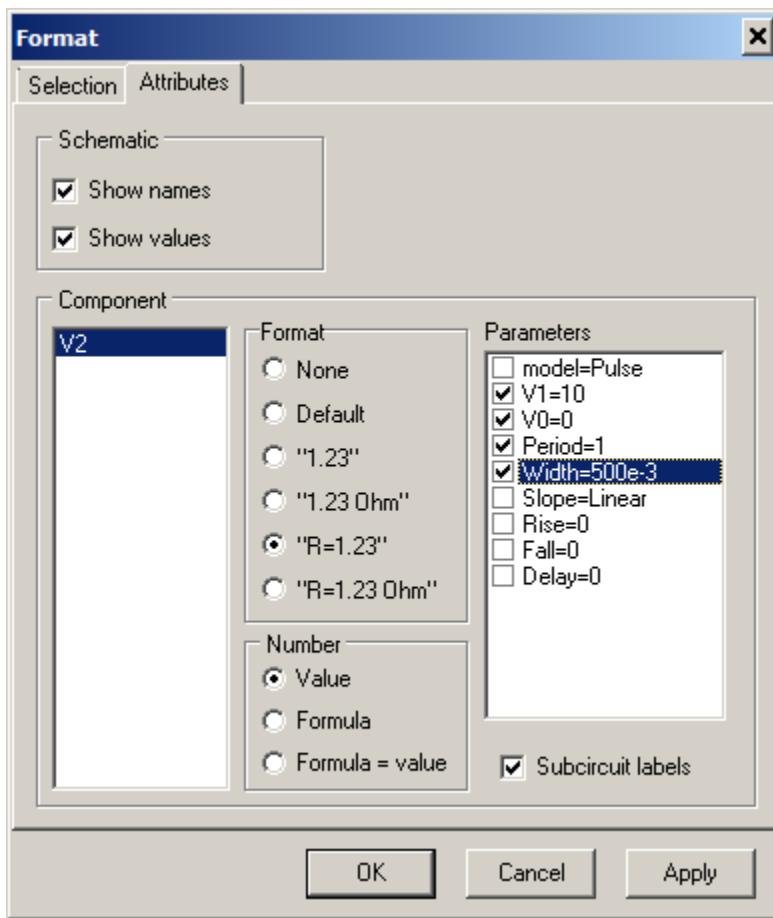 Format
Selection Attributes
Schematic
Show names
Show values
Component
V2
Format
None
Default
"1.23"
"1.23 Ohm"
"R=1.23"
"R=1.23 Ohm"
Number
Value
Formula
Formula = value
Parameters
model=Pulse
V1=10
V0=0
Period=1
Width=500e-3
Slope=Linear
Rise=0
Fall=0
Delay=0
Subcircuit labels
OK Cancel Apply